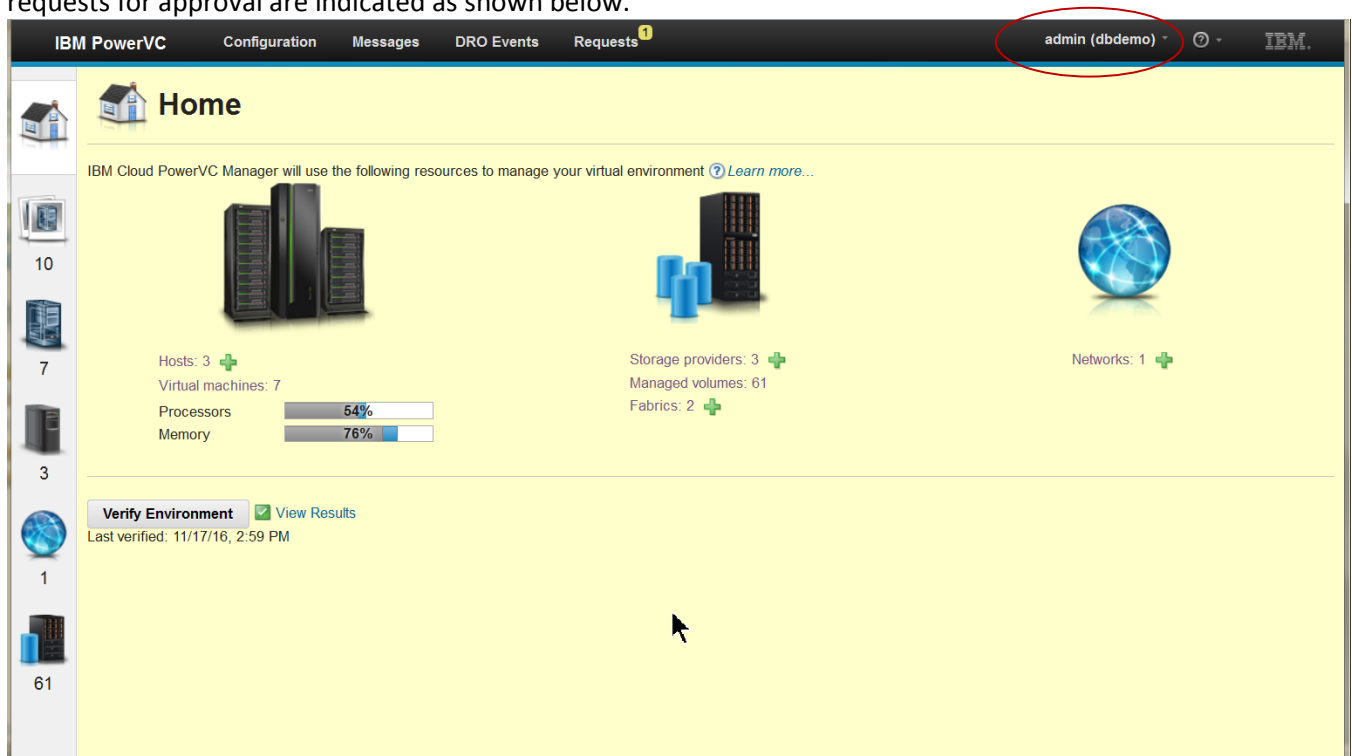 requests for approval are indicated as shown below.
IBM PowerVC Configuration Messages DRO Events Requests 1 admin (dbdemo) ? IBM.
Home
IBM Cloud PowerVC Manager will use the following resources to manage your virtual environment ? Learn more...
10
7
Hosts: 3
Virtual machines: 7
Processors 54%
Memory 76%
Storage providers: 3
Managed volumes: 61
Fabrics: 2
Networks: 1
3
Verify Environment View Results
Last verified: 11/17/16, 2:59 PM
1
61